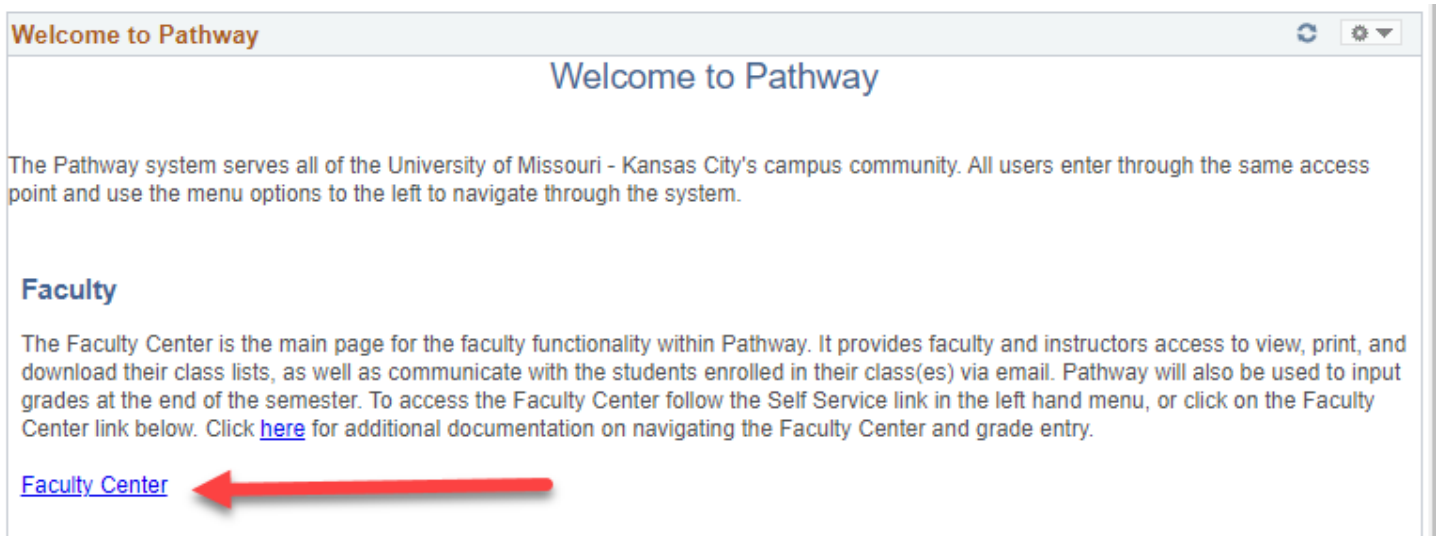 Welcome to Pathway
Welcome to Pathway
The Pathway system serves all of the University of Missouri - Kansas City's campus community. All users enter through the same access
point and use the menu options to the left to navigate through the system.
Faculty
The Faculty Center is the main page for the faculty functionality within Pathway. It provides faculty and instructors access to view, print, and
download their class lists, as well as communicate with the students enrolled in their class(es) via email. Pathway will also be used to input
grades at the end of the semester. To access the Faculty Center follow the Self Service link in the left hand menu, or click on the Faculty
Center link below. Click here for additional documentation on navigating the Faculty Center and grade entry.
Faculty Center